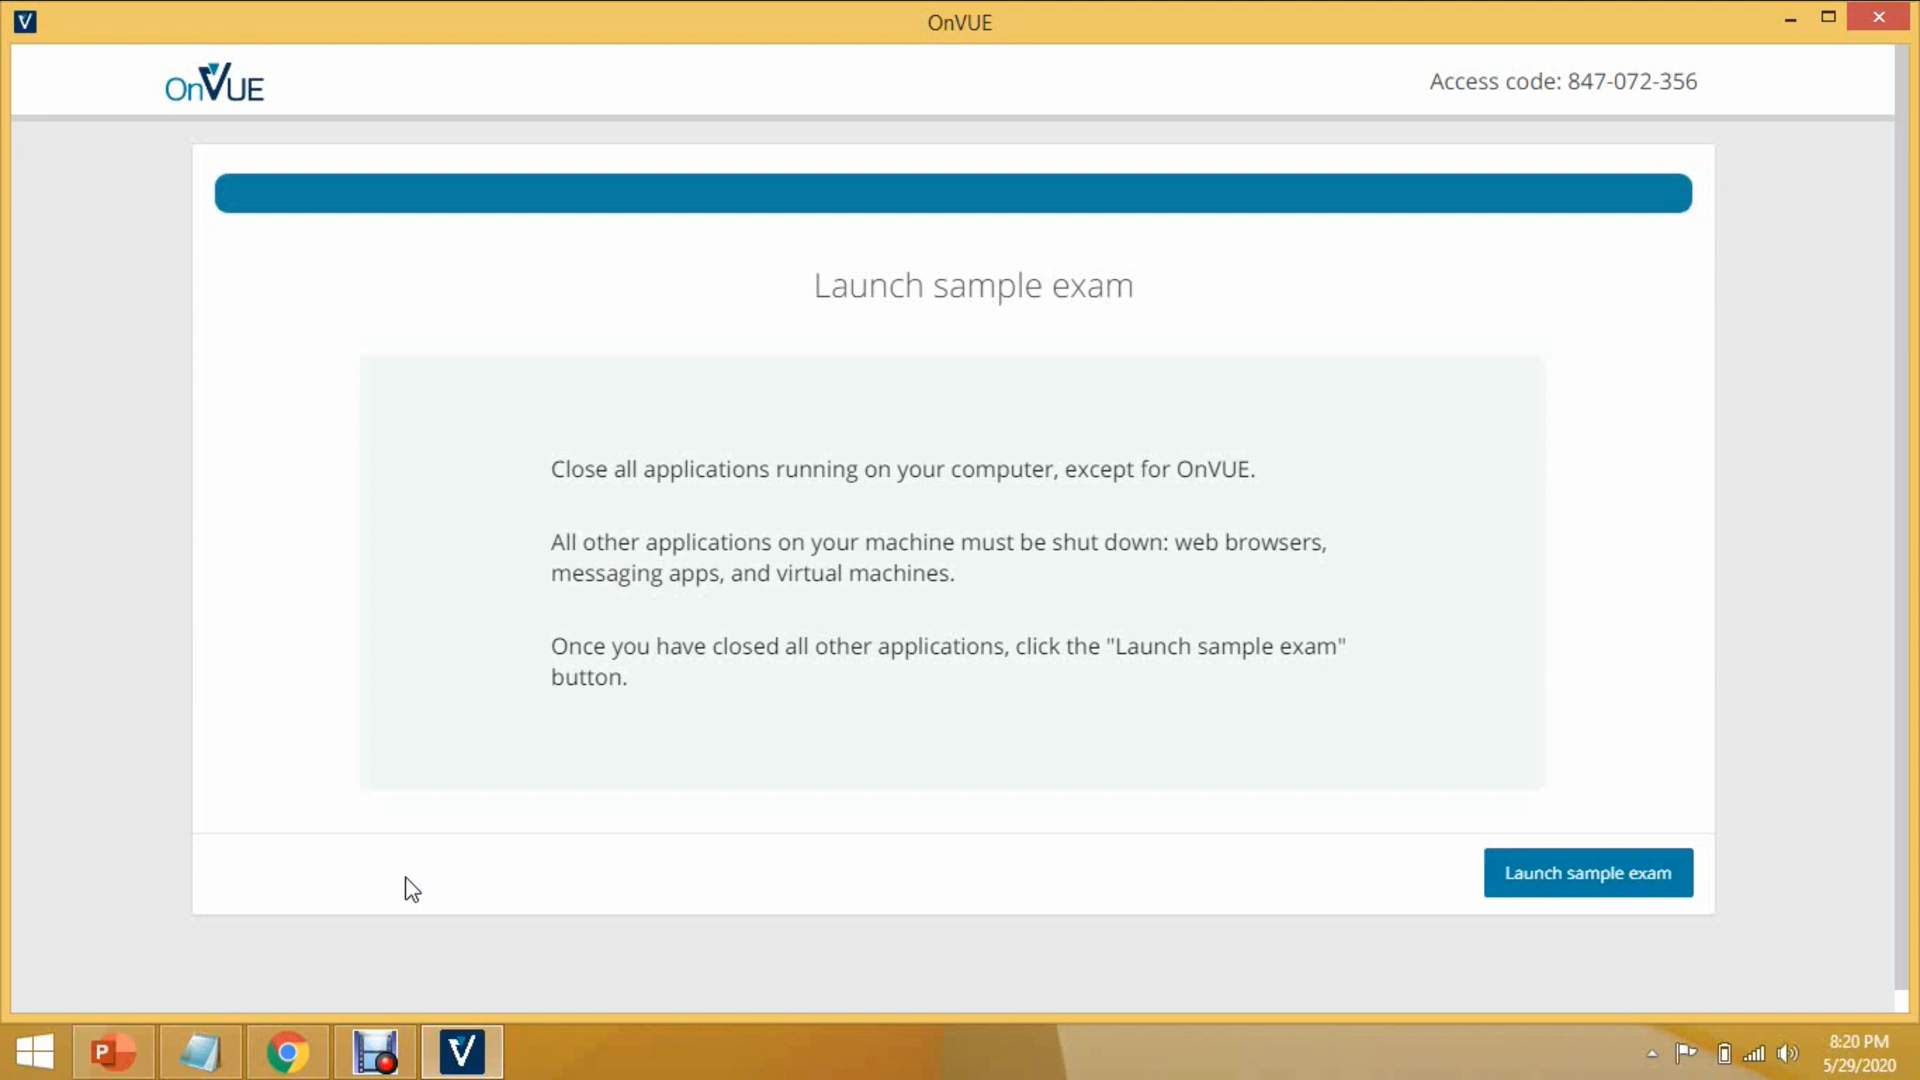 OnVUE
OnVUE
Access code: 847-072-356
Launch sample exam
Close all applications running on your computer, except for OnVUE.
All other applications on your machine must be shut down: web browsers,
messaging apps, and virtual machines.
Once you have closed all other applications, click the "Launch sample exam"
button.
Launch sample exam
8:20 PM
5/29/2020